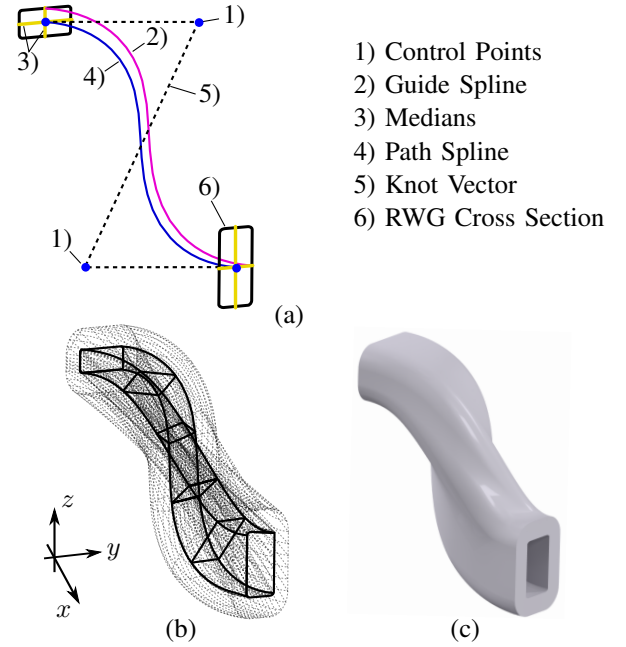 1)
2)
3)
4)
5)
6)
1)
(a)
1) Control Points
2) Guide Spline
3) Medians
4) Path Spline
5) Knot Vector
6) RWG Cross Section
z
y
x
(b)
(c)